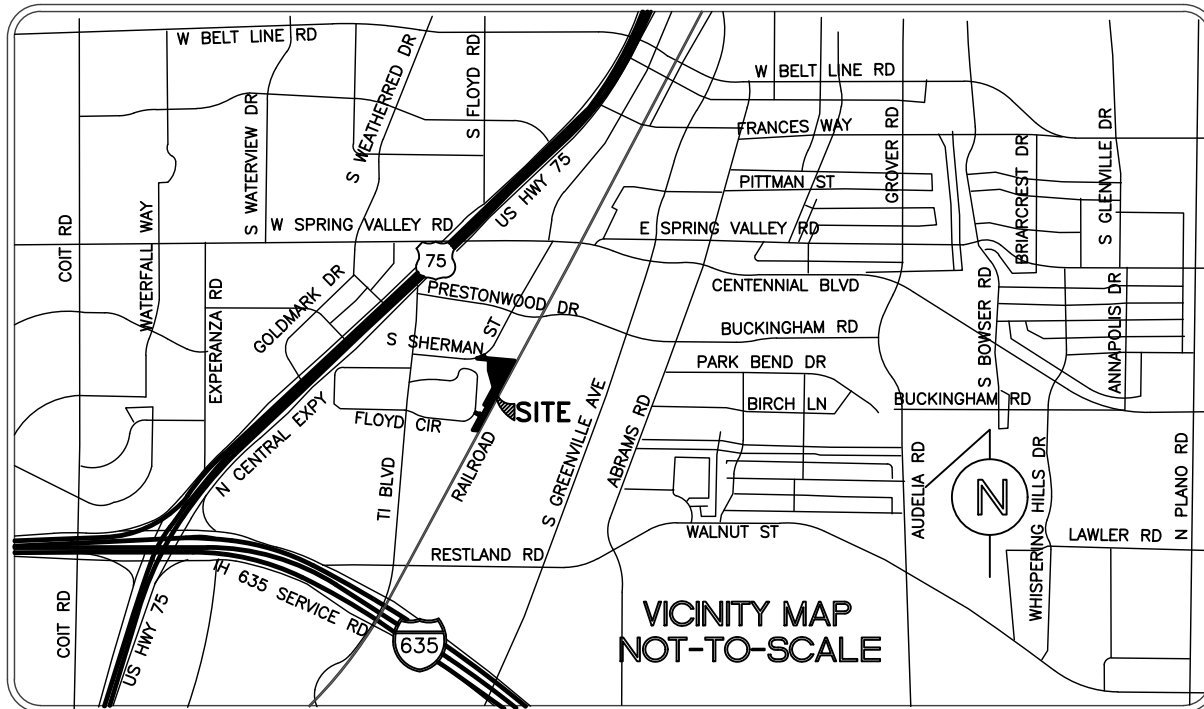 W BELT LINE RD
S WEATHERRED DR
S FLOYD RD
W BELT LINE RD
S WATERVIEW DR
FRANCES WAY
GROVER RD
BRIARCREST DR
S GLENVILLE DR
US HWY 75
PITTMAN ST
COIT RD
WATERFALL WAY
W SPRING VALLEY RD
E SPRING VALLEY RD
75
EXPERANZA RD
GOLDMARK DR
PRESTONWOOD DR
CENTENNIAL BLVD
S BOWSER RD
ANNAPOLIS DR
S SHERMAN ST
BUCKINGHAM RD
PARK BEND DR
BIRCH LN
BUCKINGHAM RD
SITE
FLOYD CIR
N CENTRAL EXPY
TI BLVD
RAILROAD
S GREENVILLE AVE
ABRAMS RD
AUDELIA RD
N
WHISPERING HILLS DR
N PLANO RD
WALNUT ST
LAWLER RD
RESTLAND RD
COIT RD
US HWY 75
IH 635 SERVICE RD
635
VICINITY MAP
NOT-TO-SCALE